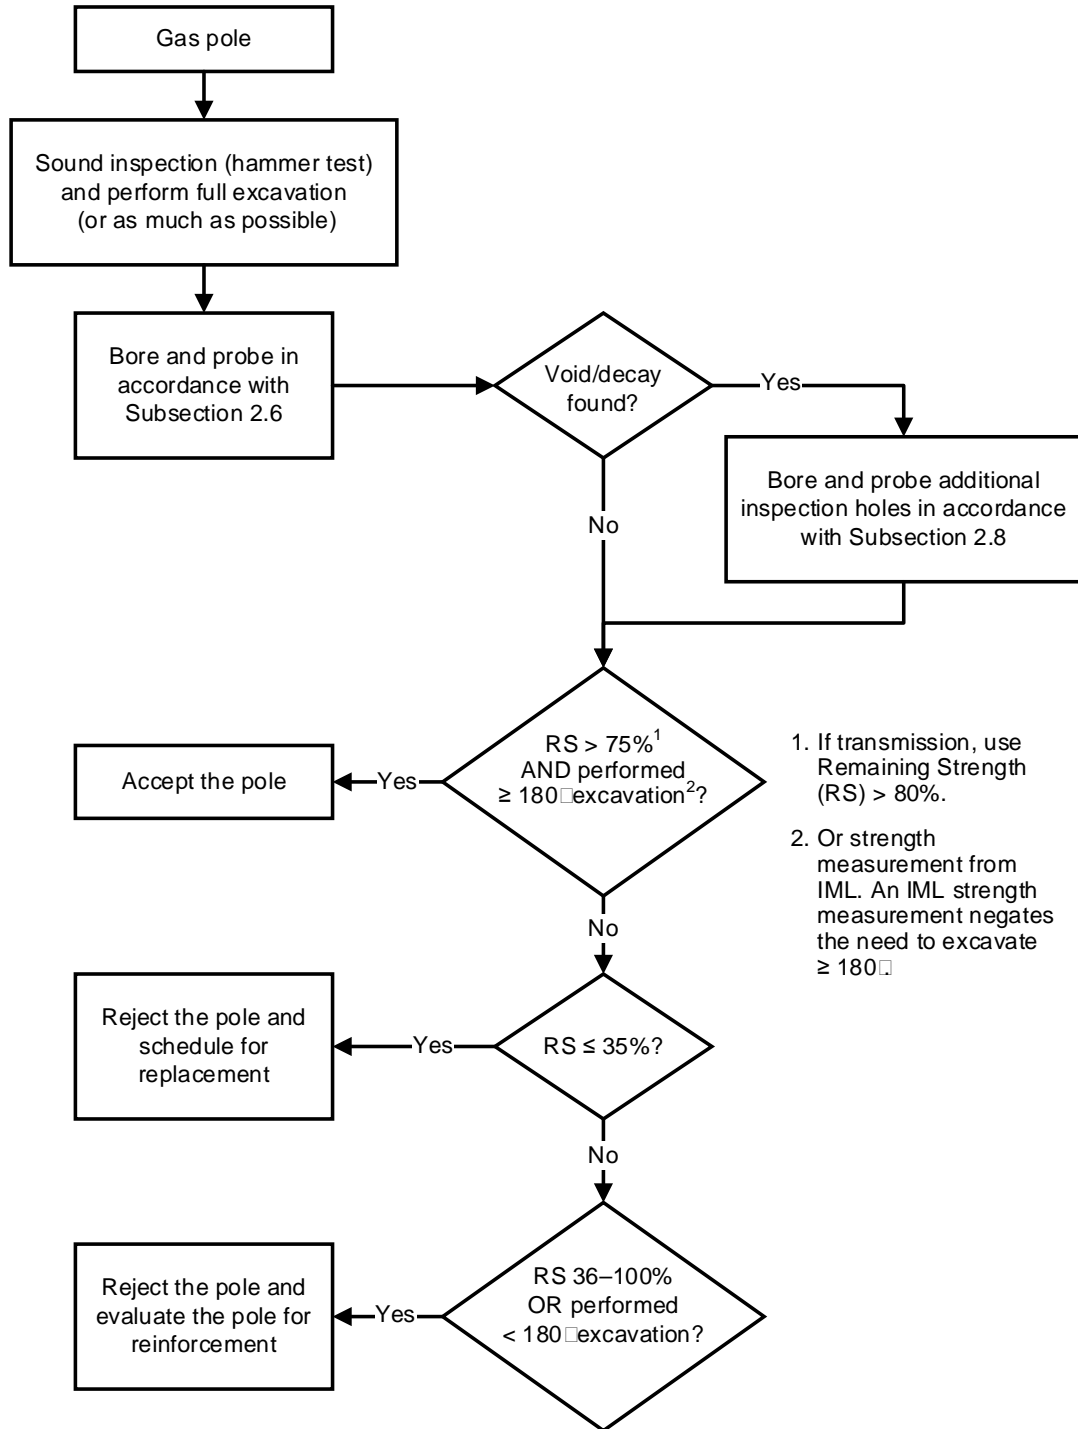 Gas pole
Sound inspection (hammer test)
and perform full excavation
(or as much as possible)
Bore and probe in
accordance with
Subsection 2.6
Void/decay
found?
Yes
Bore and probe additional
inspection holes in accordance
with Subsection 2.8
No
RS > 75%¹
AND performed
≥ 180□excavation²?
Yes
Accept the pole
1. If transmission, use
Remaining Strength
(RS) > 80%.
2. Or strength
measurement from
IML. An IML strength
measurement negates
the need to excavate
≥ 180□.
No
RS ≤ 35%?
Yes
Reject the pole and
schedule for
replacement
No
RS 36–100%
OR performed
< 180□excavation?
Yes
Reject the pole and
evaluate the pole for
reinforcement